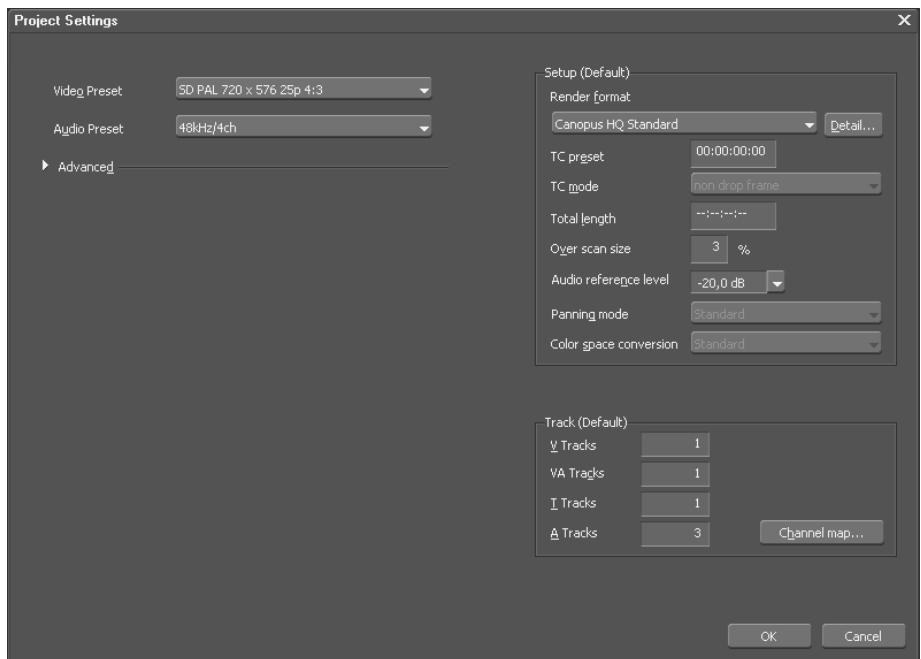 Project Settings
Video Preset
SD PAL 720 x 576 25p 4:3
Audio Preset
48kHz/4ch
Advanced
Setup (Default)
Render format
Canopus HQ Standard
Detail...
TC preset
00:00:00:00
TC mode
non drop frame
Total length
--:--:--:--
Over scan size
3 %
Audio reference level
-20,0 dB
Panning mode
Standard
Color space conversion
Standard
Track (Default)
V Tracks
1
VA Tracks
1
T Tracks
1
A Tracks
3
Channel map...
OK
Cancel